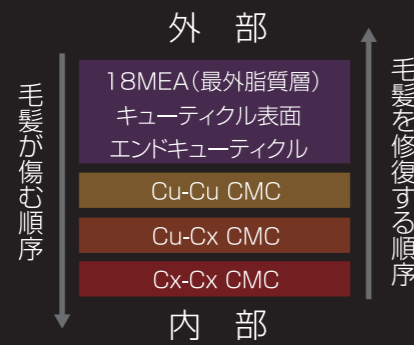 外 部
毛髪が傷む順序
18MEA（最外脂質層）
キューティクル表面
エンドキューティクル
Cu-Cu CMC
Cu-Cx CMC
Cx-Cx CMC
毛髪を修復する順序
内 部